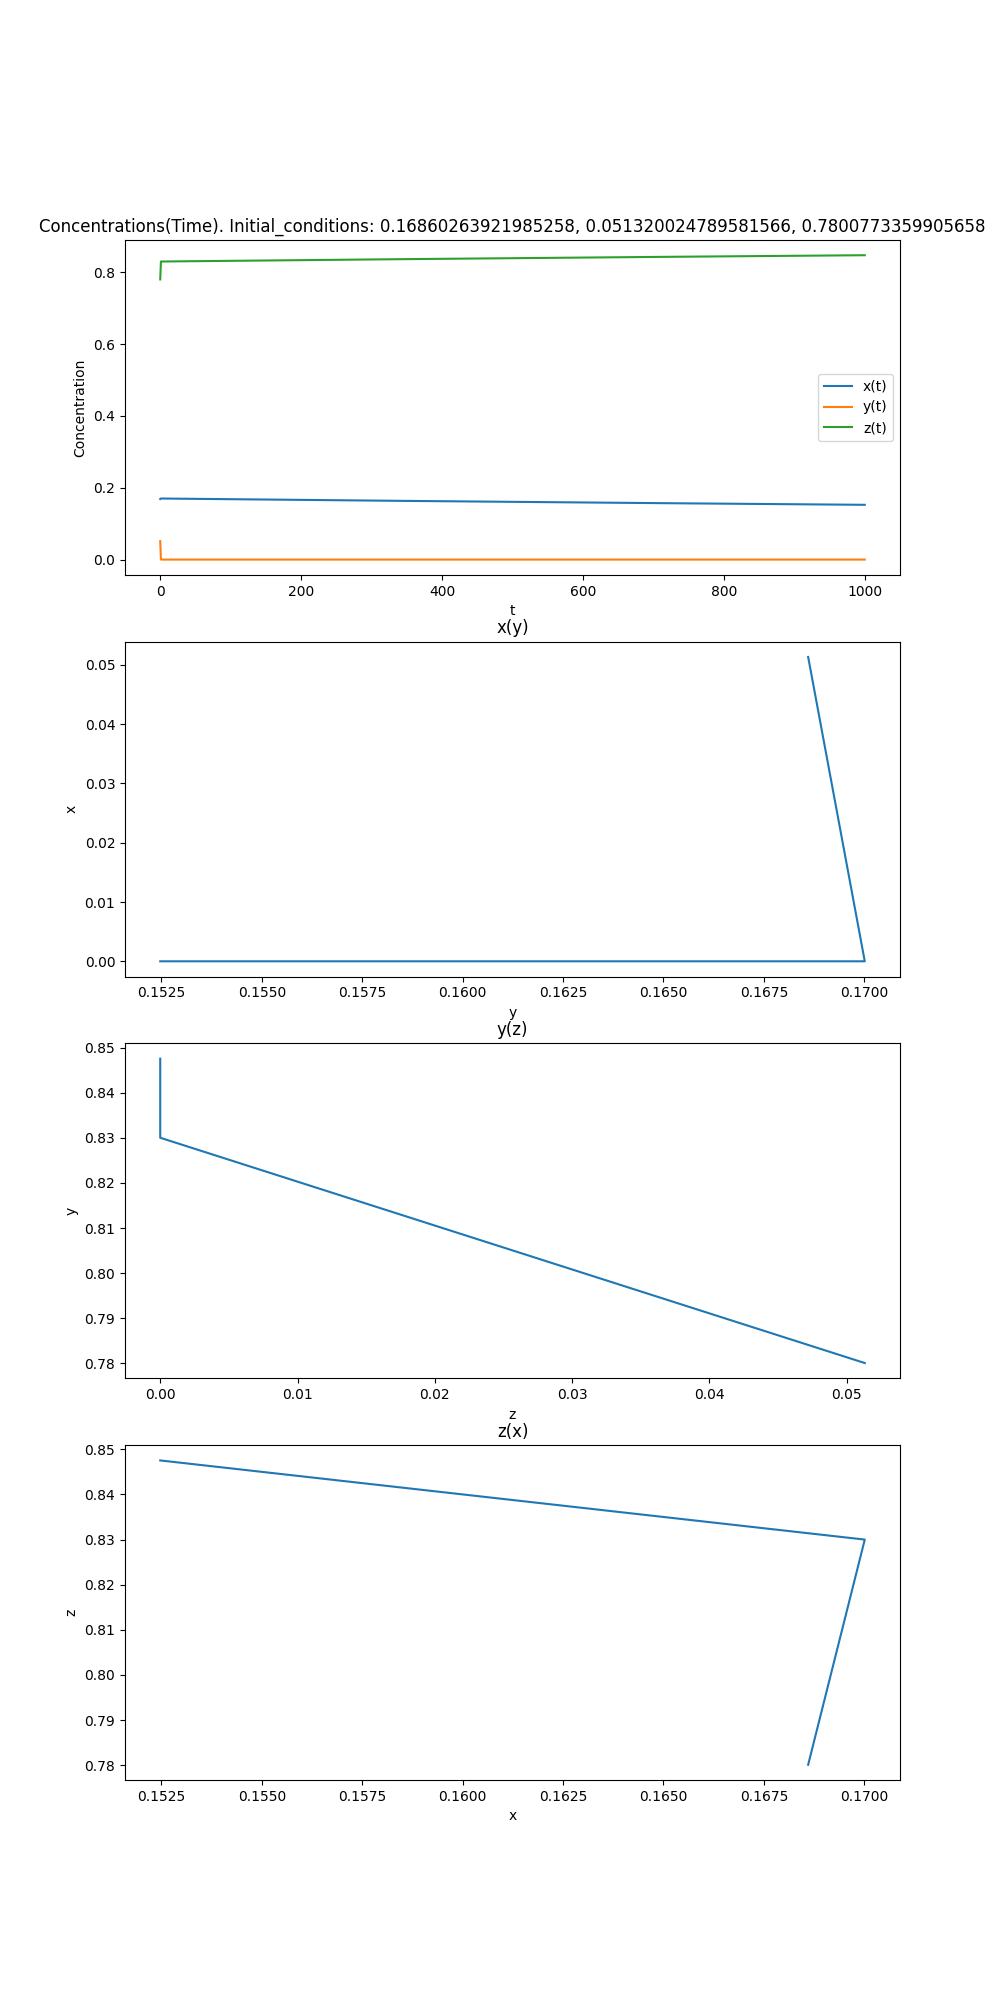 Concentrations(Time). Initial_conditions: 0.16860263921985258, 0.051320024789581566, 0.7800773359905658
0.8
0.6
0.4
0.2
0.0
Concentration
x(t)
y(t)
z(t)
0 200 400 600 800 1000
t
x(y)
0.05
0.04
0.03
0.02
0.01
0.00
x
0.1525 0.1550 0.1575 0.1600 0.1625 0.1650 0.1675 0.1700
y
y(z)
0.85
0.84
0.83
0.82
0.81
0.80
0.79
0.78
y
0.00 0.01 0.02 0.03 0.04 0.05
z
z(x)
0.85
0.84
0.83
0.82
0.81
0.80
0.79
0.78
z
0.1525 0.1550 0.1575 0.1600 0.1625 0.1650 0.1675 0.1700
x